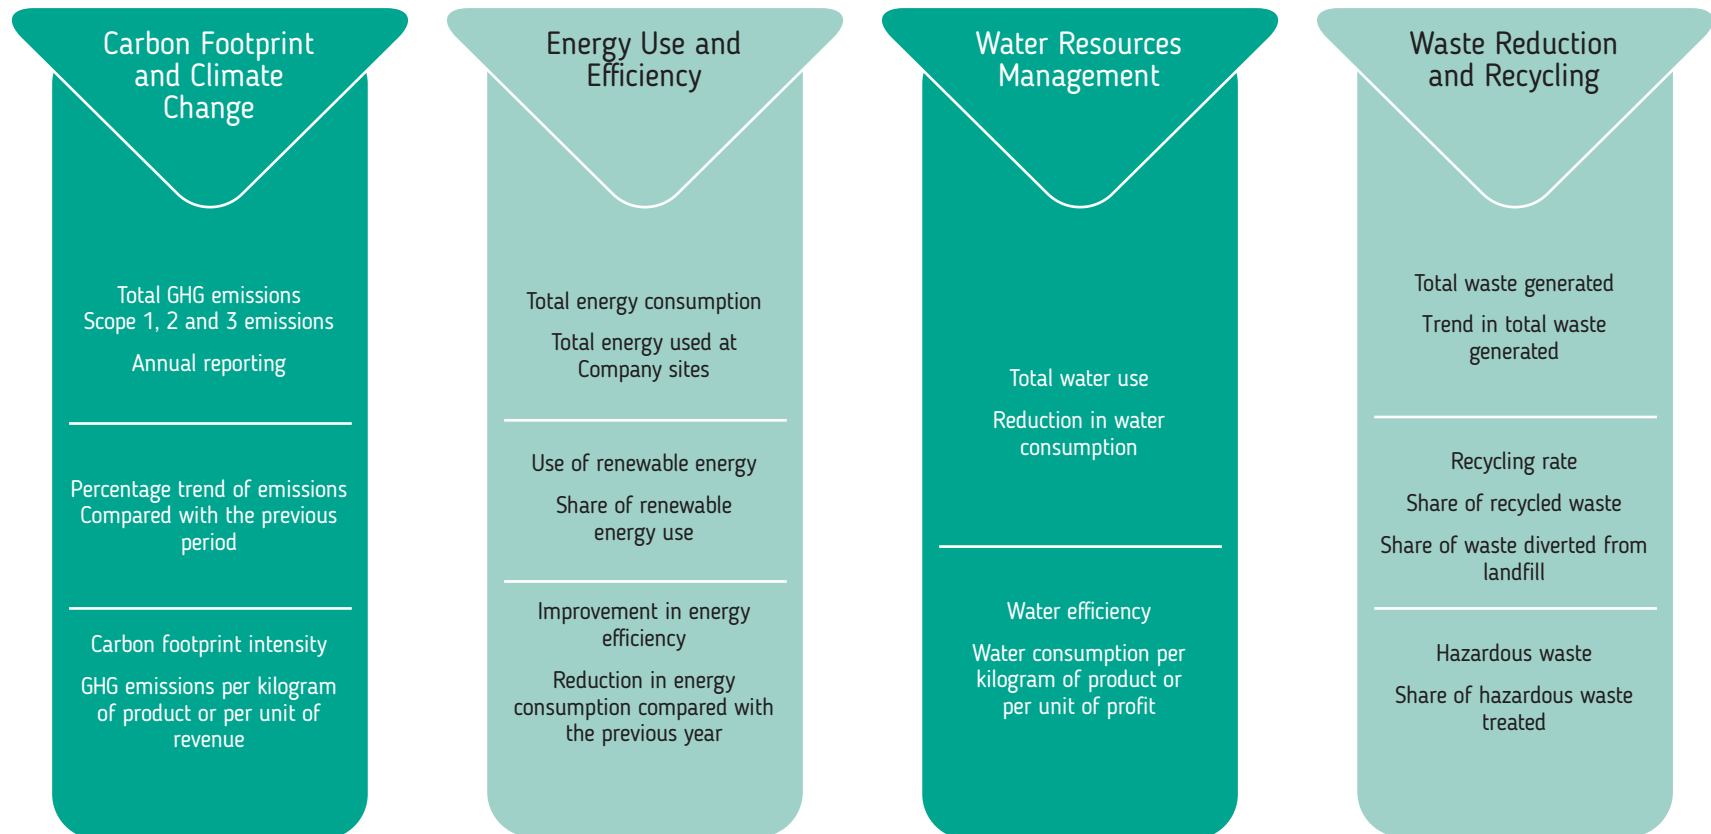 Carbon Footprint
and Climate
Change
Total GHG emissions
Scope 1, 2 and 3 emissions
Annual reporting
Percentage trend of emissions
Compared with the previous
period
Carbon footprint intensity
GHG emissions per kilogram
of product or per unit of
revenue
Energy Use and
Efficiency
Total energy consumption
Total energy used at
Company sites
Use of renewable energy
Share of renewable
energy use
Improvement in energy
efficiency
Reduction in energy
consumption compared with
the previous year
Water Resources
Management
Total water use
Reduction in water
consumption
Water efficiency
Water consumption per
kilogram of product or
per unit of profit
Waste Reduction
and Recycling
Total waste generated
Trend in total waste
generated
Recycling rate
Share of recycled waste
Share of waste diverted from
landfill
Hazardous waste
Share of hazardous waste
treated